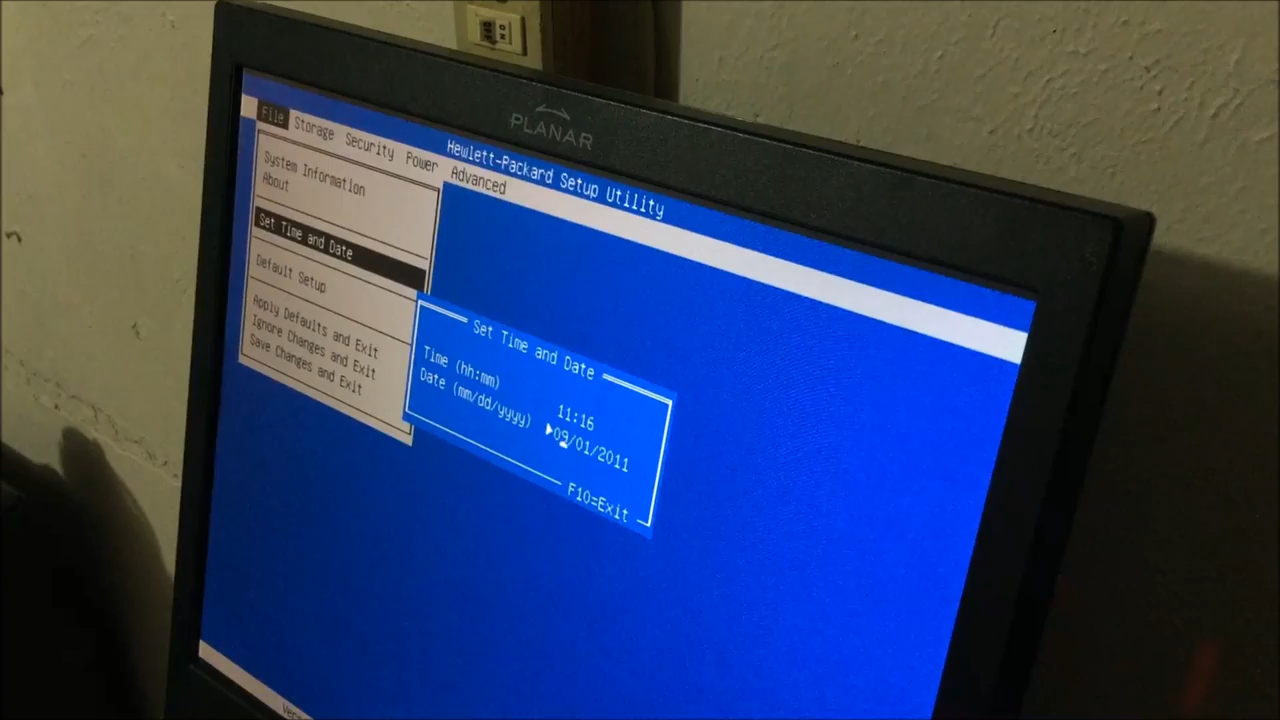 PLANAR
Hewlett-Packard Setup Utility
File Storage Security Power Advanced
System Information
About
Set Time and Date
Default Setup
Apply Defaults and Exit
Ignore Changes and Exit
Save Changes and Exit
Set Time and Date
Time (hh:mm) 11:16
Date (mm/dd/yyyy) 09/01/2011
F10=Exit